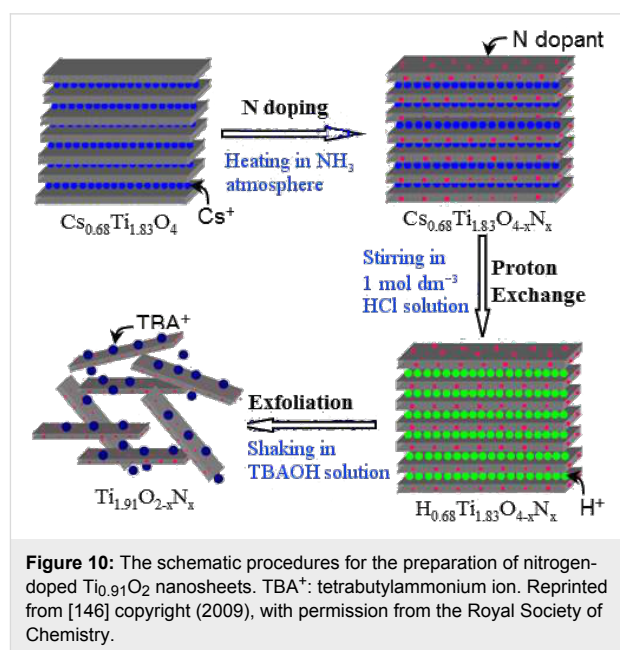 N dopant
N doping
Heating in NH₃
atmosphere
Cs⁺
Cs₀.₆₈Ti₁.₈₃O₄
Cs₀.₆₈Ti₁.₈₃O₄₋ₓNₓ
Stirring in
1 mol dm⁻³
HCl solution
Proton
Exchange
TBA⁺
Exfoliation
Shaking in
TBAOH solution
Ti₁.₉₁O₂₋ₓNₓ
H⁺
H₀.₆₈Ti₁.₈₃O₄₋ₓNₓ
Figure 10: The schematic procedures for the preparation of nitrogen-
doped Ti₀.₉₁O₂ nanosheets. TBA⁺: tetrabutylammonium ion. Reprinted
from [146] copyright (2009), with permission from the Royal Society of
Chemistry.